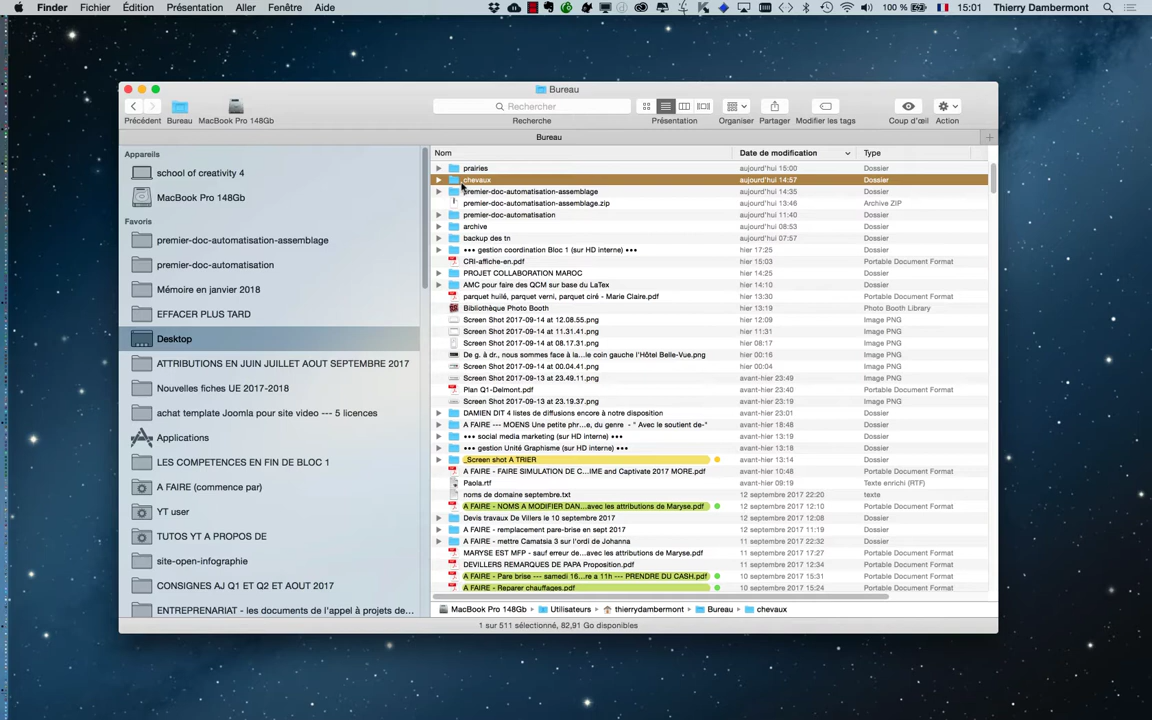 Finder Fichier Édition Présentation Aller Fenêtre Aide 100 % 15:01 Thierry Dambermont
Bureau
Précédent Bureau MacBook Pro 148Gb Rechercher Recherche Présentation Organiser Partager Modifier les tags Coup d'œil Action
Bureau
Appareils
school of creativity 4
MacBook Pro 148Gb
Favoris
premier-doc-automatisation-assemblage
premier-doc-automatisation
Mémoire en janvier 2018
EFFACER PLUS TARD
Desktop
ATTRIBUTIONS EN JUIN JUILLET AOUT SEPTEMBRE 2017
Nouvelles fiches UE 2017-2018
achat template Joomla pour site video --- 5 licences
Applications
LES COMPETENCES EN FIN DE BLOC 1
A FAIRE (commence par)
YT user
TUTOS YT A PROPOS DE
site-open-infographie
CONSIGNES AJ Q1 ET Q2 ET AOUT 2017
ENTREPRENARIAT - les documents de l'appel à projets de...
Nom Date de modification Type
prairies aujourd'hui 15:00 Dossier
chevaux aujourd'hui 14:57 Dossier
premier-doc-automatisation-assemblage aujourd'hui 14:35 Dossier
premier-doc-automatisation-assemblage.zip aujourd'hui 13:46 Archive ZIP
premier-doc-automatisation aujourd'hui 11:40 Dossier
archive aujourd'hui 08:53 Dossier
backup des tn aujourd'hui 07:57 Dossier
••• gestion coordination Bloc 1 (sur HD interne) ••• hier 17:25 Dossier
CRI-affiche-en.pdf hier 15:03 Portable Document Format
PROJET COLLABORATION MAROC hier 14:25 Dossier
AMC pour faire des QCM sur base du LaTex hier 14:10 Dossier
parquet huilé, parquet verni, parquet ciré - Marie Claire.pdf hier 13:30 Portable Document Format
Bibliothèque Photo Booth hier 13:19 Photo Booth Library
Screen Shot 2017-09-14 at 12.08.55.png hier 12:09 Image PNG
Screen Shot 2017-09-14 at 11.31.41.png hier 11:31 Image PNG
Screen Shot 2017-09-14 at 08.17.31.png hier 08:17 Image PNG
De g. à dr., nous sommes face à la...e coin gauche l'Hôtel Belle-Vue.png hier 00:16 Image PNG
Screen Shot 2017-09-14 at 00.04.41.png hier 00:04 Image PNG
Screen Shot 2017-09-13 at 23.49.11.png avant-hier 23:49 Image PNG
Plan Q1-Delmont.pdf avant-hier 23:40 Portable Document Format
Screen Shot 2017-09-13 at 23.19.37.png avant-hier 23:19 Image PNG
DAMIEN DIT 4 listes de diffusions encore à notre disposition avant-hier 23:01 Dossier
A FAIRE --- MOENS Une petite phr...e, du genre - " Avec le soutient de-" avant-hier 18:48 Dossier
••• social media marketing (sur HD interne) ••• avant-hier 13:19 Dossier
••• gestion Unité Graphisme (sur HD interne) ••• avant-hier 13:18 Dossier
_Screen shot A TRIER avant-hier 13:14 Dossier
A FAIRE - FAIRE SIMULATION DE C...IME and Captivate 2017 MORE.pdf avant-hier 10:48 Portable Document Format
Paola.rtf avant-hier 09:19 Texte enrichi (RTF)
noms de domaine septembre.txt 12 septembre 2017 22:20 texte
A FAIRE - NOMS A MODIFIER DAN...avec les attributions de Maryse.pdf 12 septembre 2017 12:10 Portable Document Format
Devis travaux De Villers le 10 septembre 2017 12 septembre 2017 12:08 Dossier
A FAIRE - remplacement pare-brise en sept 2017 12 septembre 2017 12:09 Dossier
A FAIRE - mettre Camatsia 3 sur l'ordi de Johanna 11 septembre 2017 22:32 Dossier
MARYSE EST MFP - sauf erreur de...avec les attributions de Maryse.pdf 11 septembre 2017 17:27 Portable Document Format
DEVILLERS REMARQUES DE PAPA Proposition.pdf 11 septembre 2017 12:34 Portable Document Format
A FAIRE - Pare brise --- samedi 16...re a 11h --- PRENDRE DU CASH.pdf 10 septembre 2017 15:31 Portable Document Format
A FAIRE - Reparer chauffages.pdf 10 septembre 2017 15:24 Portable Document Format
MacBook Pro 148Gb Utilisateurs thierrydambermont Bureau chevaux
1 sur 511 sélectionné, 82,91 Go disponibles